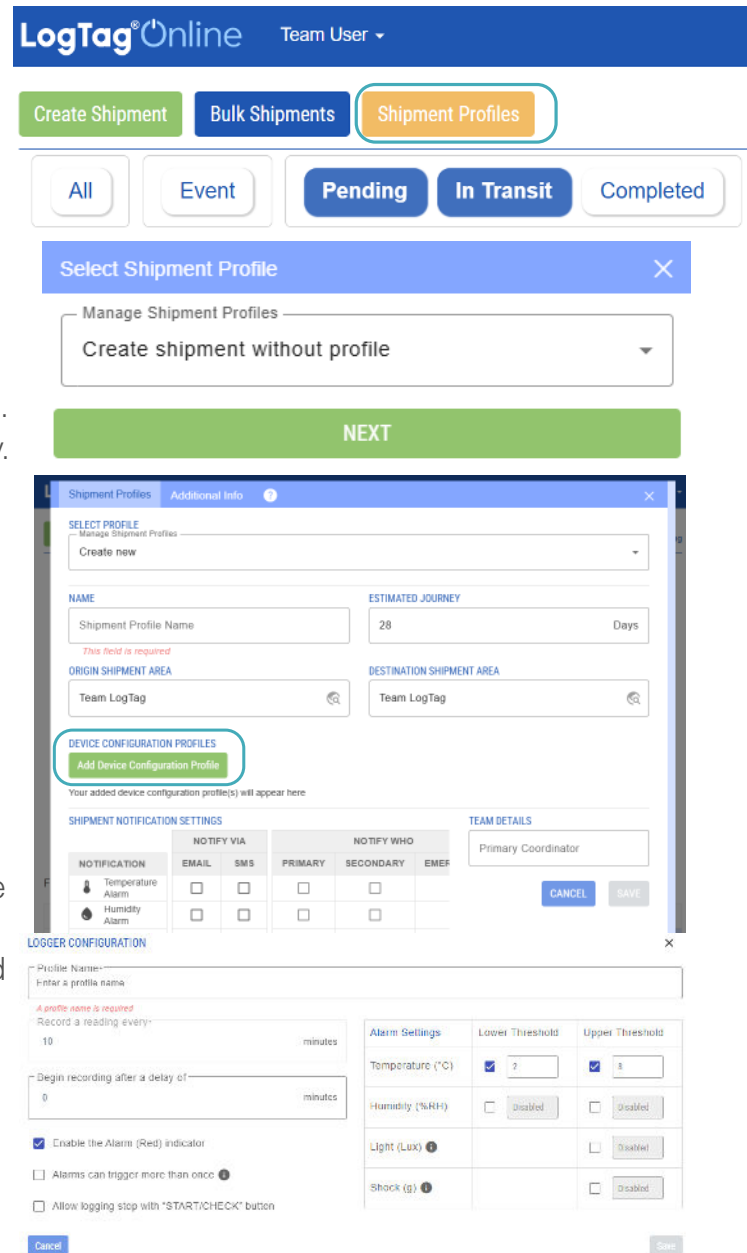 LogTag® Online Team User
Create Shipment Bulk Shipments Shipment Profiles
All Event Pending In Transit Completed
Select Shipment Profile
Manage Shipment Profiles
Create shipment without profile
NEXT
Shipment Profiles Additional Info ?
SELECT PROFILE
Manage Shipment Profiles
Create new
NAME ESTIMATED JOURNEY
Shipment Profile Name 28 Days
This field is required
ORIGIN SHIPMENT AREA DESTINATION SHIPMENT AREA
Team LogTag Team LogTag
DEVICE CONFIGURATION PROFILES
Add Device Configuration Profile
Your added device configuration profile(s) will appear here
SHIPMENT NOTIFICATION SETTINGS TEAM DETAILS
NOTIFY VIA NOTIFY WHO
Primary Coordinator
NOTIFICATION EMAIL SMS PRIMARY SECONDARY EMER
Temperature
Alarm
CANCEL SAVE
Humidity
Alarm
LOGGER CONFIGURATION
Profile Name*
Enter a profile name
A profile name is required
Record a reading every*
10 minutes
Begin recording after a delay of
0 minutes
Enable the Alarm (Red) indicator
Alarms can trigger more than once
Allow logging stop with "START/CHECK" button
Alarm Settings Lower Threshold Upper Threshold
Temperature (°C) 2 8
Humidity (%RH) Disabled Disabled
Light (Lux) Disabled
Shock (g) Disabled
Cancel Save